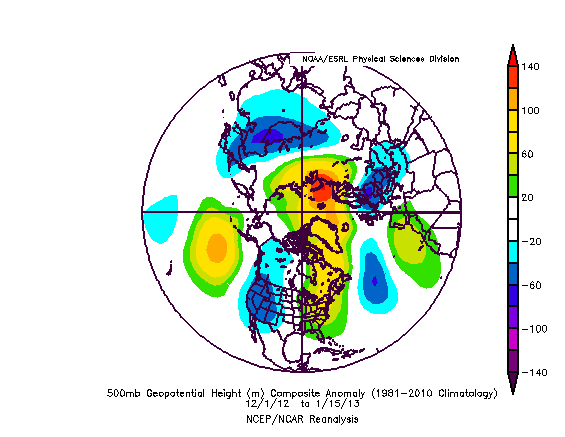 NOAA/ESRL Physical Sciences Division
140
100
60
20
-20
-60
-100
-140
500mb Geopotential Height (m) Composite Anomaly (1981-2010 Climatology)
12/1/12 to 1/15/13
NCEP/NCAR Reanalysis